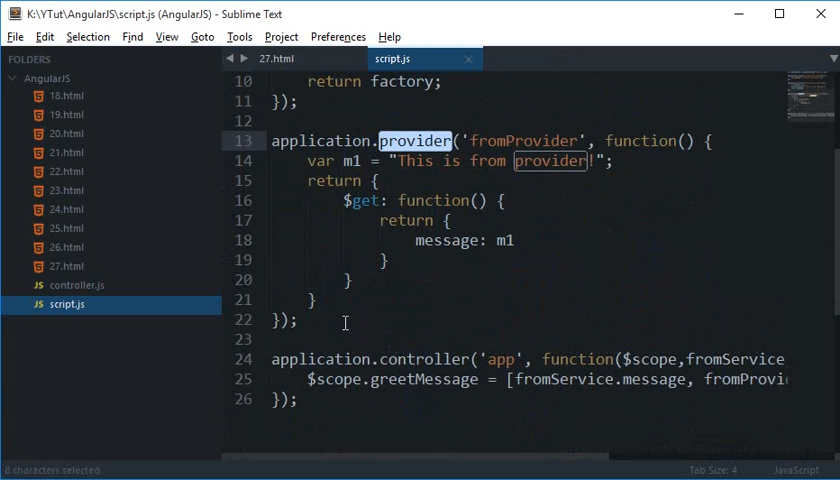 K:\YTut\AngularJS\script.js (AngularJS) - Sublime Text
File Edit Selection Find View Goto Tools Project Preferences Help
FOLDERS
AngularJS
18.html
19.html
20.html
21.html
22.html
23.html
24.html
25.html
26.html
27.html
JS controller.js
JS script.js
27.html script.js
10 return factory;
11 });
12
13 application.provider('fromProvider', function() {
14 var m1 = "This is from provider!";
15 return {
16 $get: function() {
17 return {
18 message: m1
19 }
20 }
21 }
22 });
23
24 application.controller('app', function($scope,fromService
25 $scope.greetMessage = [fromService.message, fromProvi
26 });
8 characters selected Tab Size: 4 JavaScript